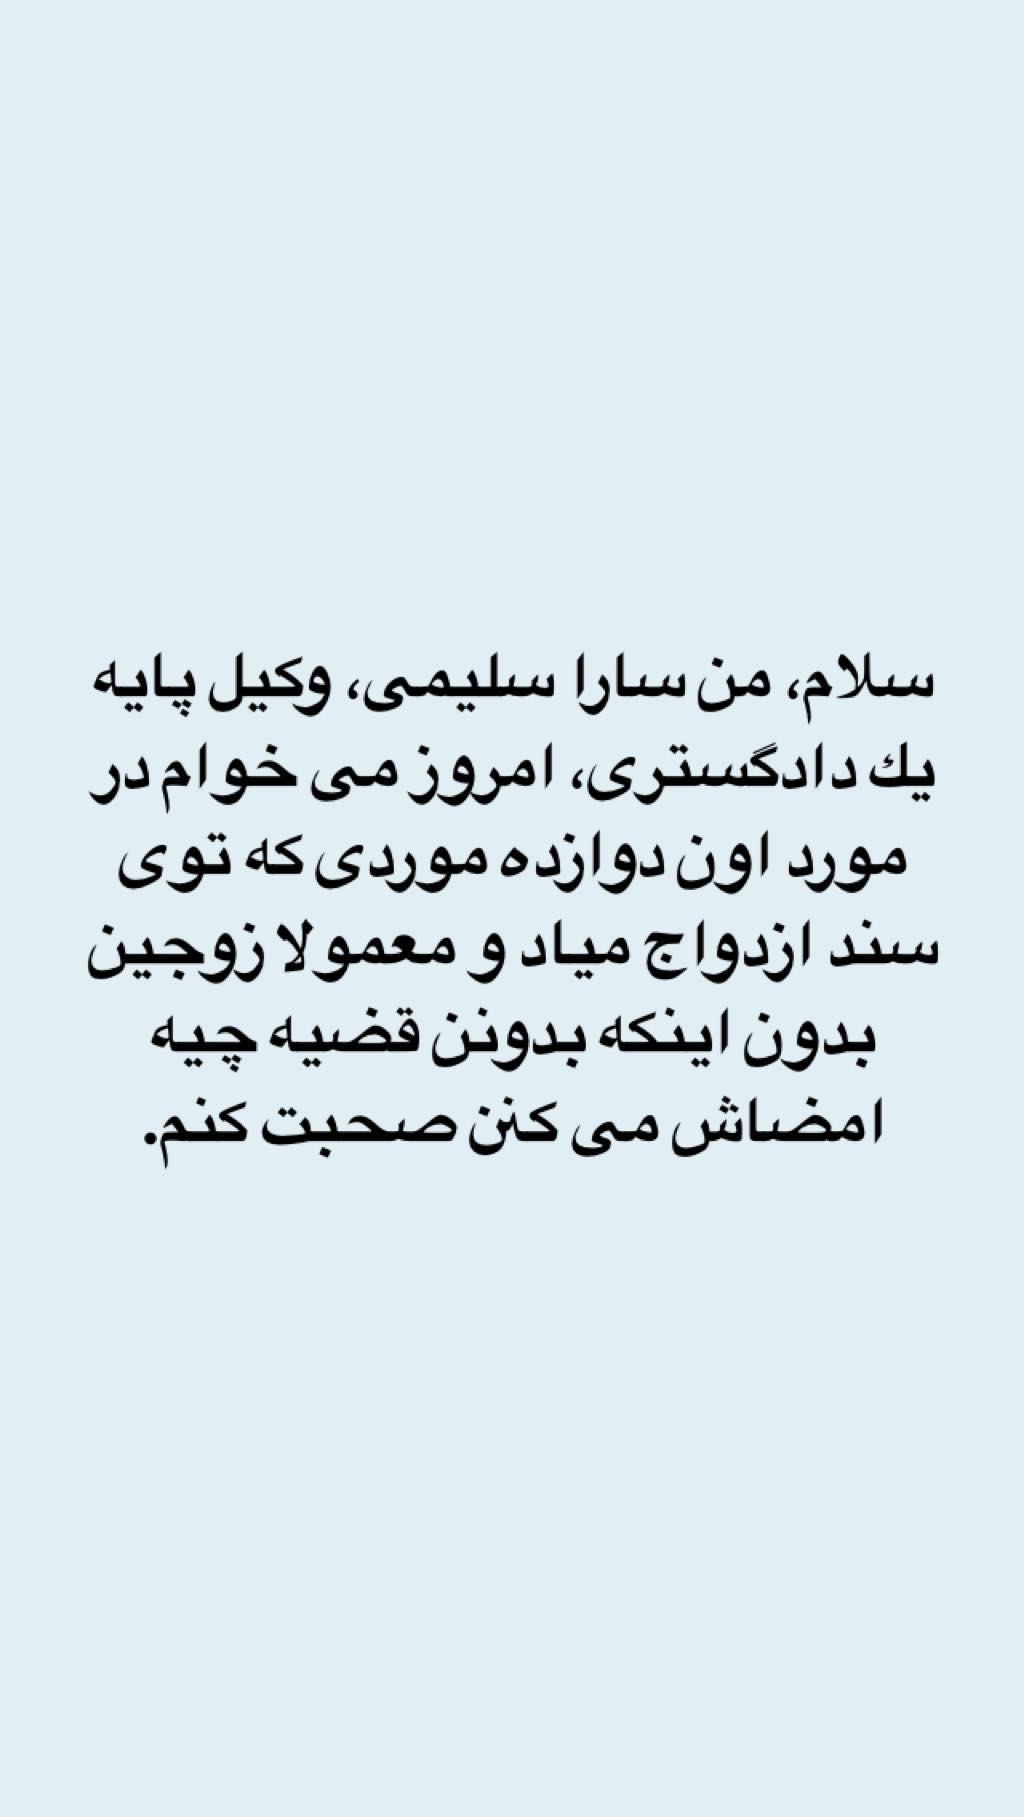 سلام، من سارا سلیمی، وکیل پایه
یك دادگستری، امروز می خوام در
مورد اون دوازده موردی که توی
سند ازدواج میاد و معمولا زوجین
بدون اینکه بدونن قضیه چیه
امضاش می کنن صحبت کنم.